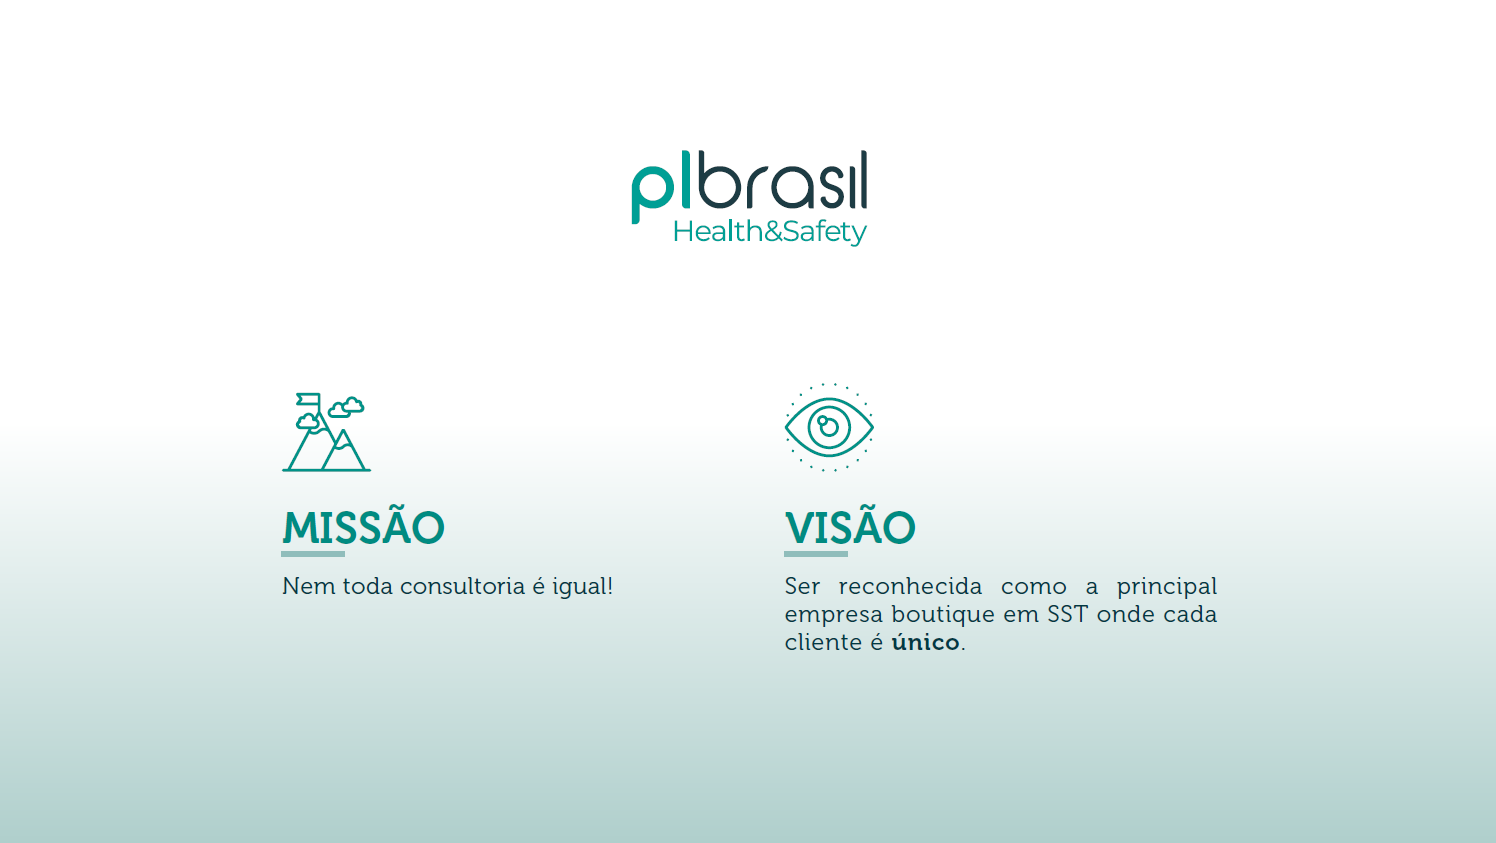 plbrasil
Health&Safety
MISSÃO
Nem toda consultoria é igual!
VISÃO
Ser reconhecida como a principal
empresa boutique em SST onde cada
cliente é único.